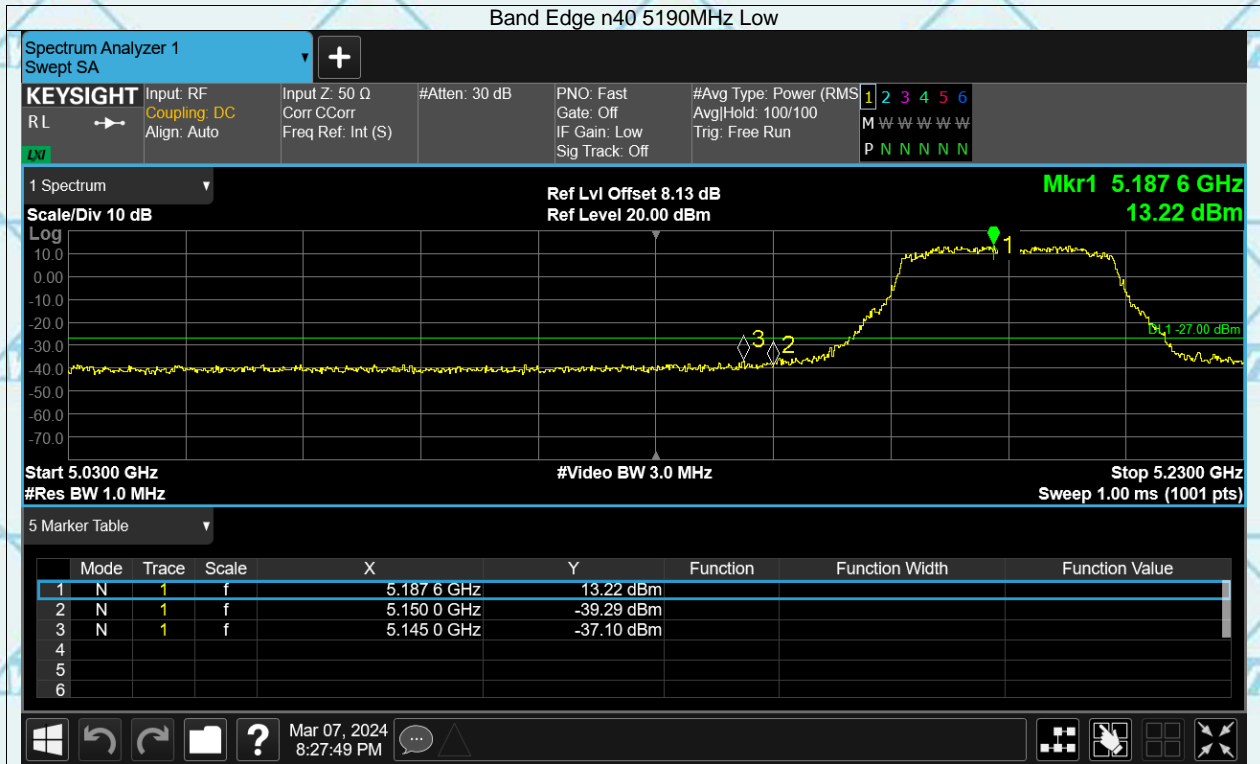 Band Edge n40 5190MHz Low
Spectrum Analyzer 1
Swept SA
+
KEYSIGHT Input: RF Input Z: 50 Ω #Atten: 30 dB PNO: Fast #Avg Type: Power (RMS 1 2 3 4 5 6
R L Coupling: DC Corr CCorr Gate: Off Avg|Hold: 100/100 M W W W W W
Align: Auto Freq Ref: Int (S) IF Gain: Low Trig: Free Run
LXI Sig Track: Off P N N N N N
1 Spectrum Ref Lvl Offset 8.13 dB Mkr1 5.187 6 GHz
Scale/Div 10 dB Ref Level 20.00 dBm 13.22 dBm
Log
10.0
0.00
-10.0
-20.0
-30.0
-40.0
-50.0
-60.0
-70.0
1
3 2
DL1 -27.00 dBm
Start 5.0300 GHz #Video BW 3.0 MHz Stop 5.2300 GHz
#Res BW 1.0 MHz Sweep 1.00 ms (1001 pts)
5 Marker Table
Mode Trace Scale X Y Function Function Width Function Value
1 N 1 f 5.187 6 GHz 13.22 dBm
2 N 1 f 5.150 0 GHz -39.29 dBm
3 N 1 f 5.145 0 GHz -37.10 dBm
4
5
6
? Mar 07, 2024
8:27:49 PM